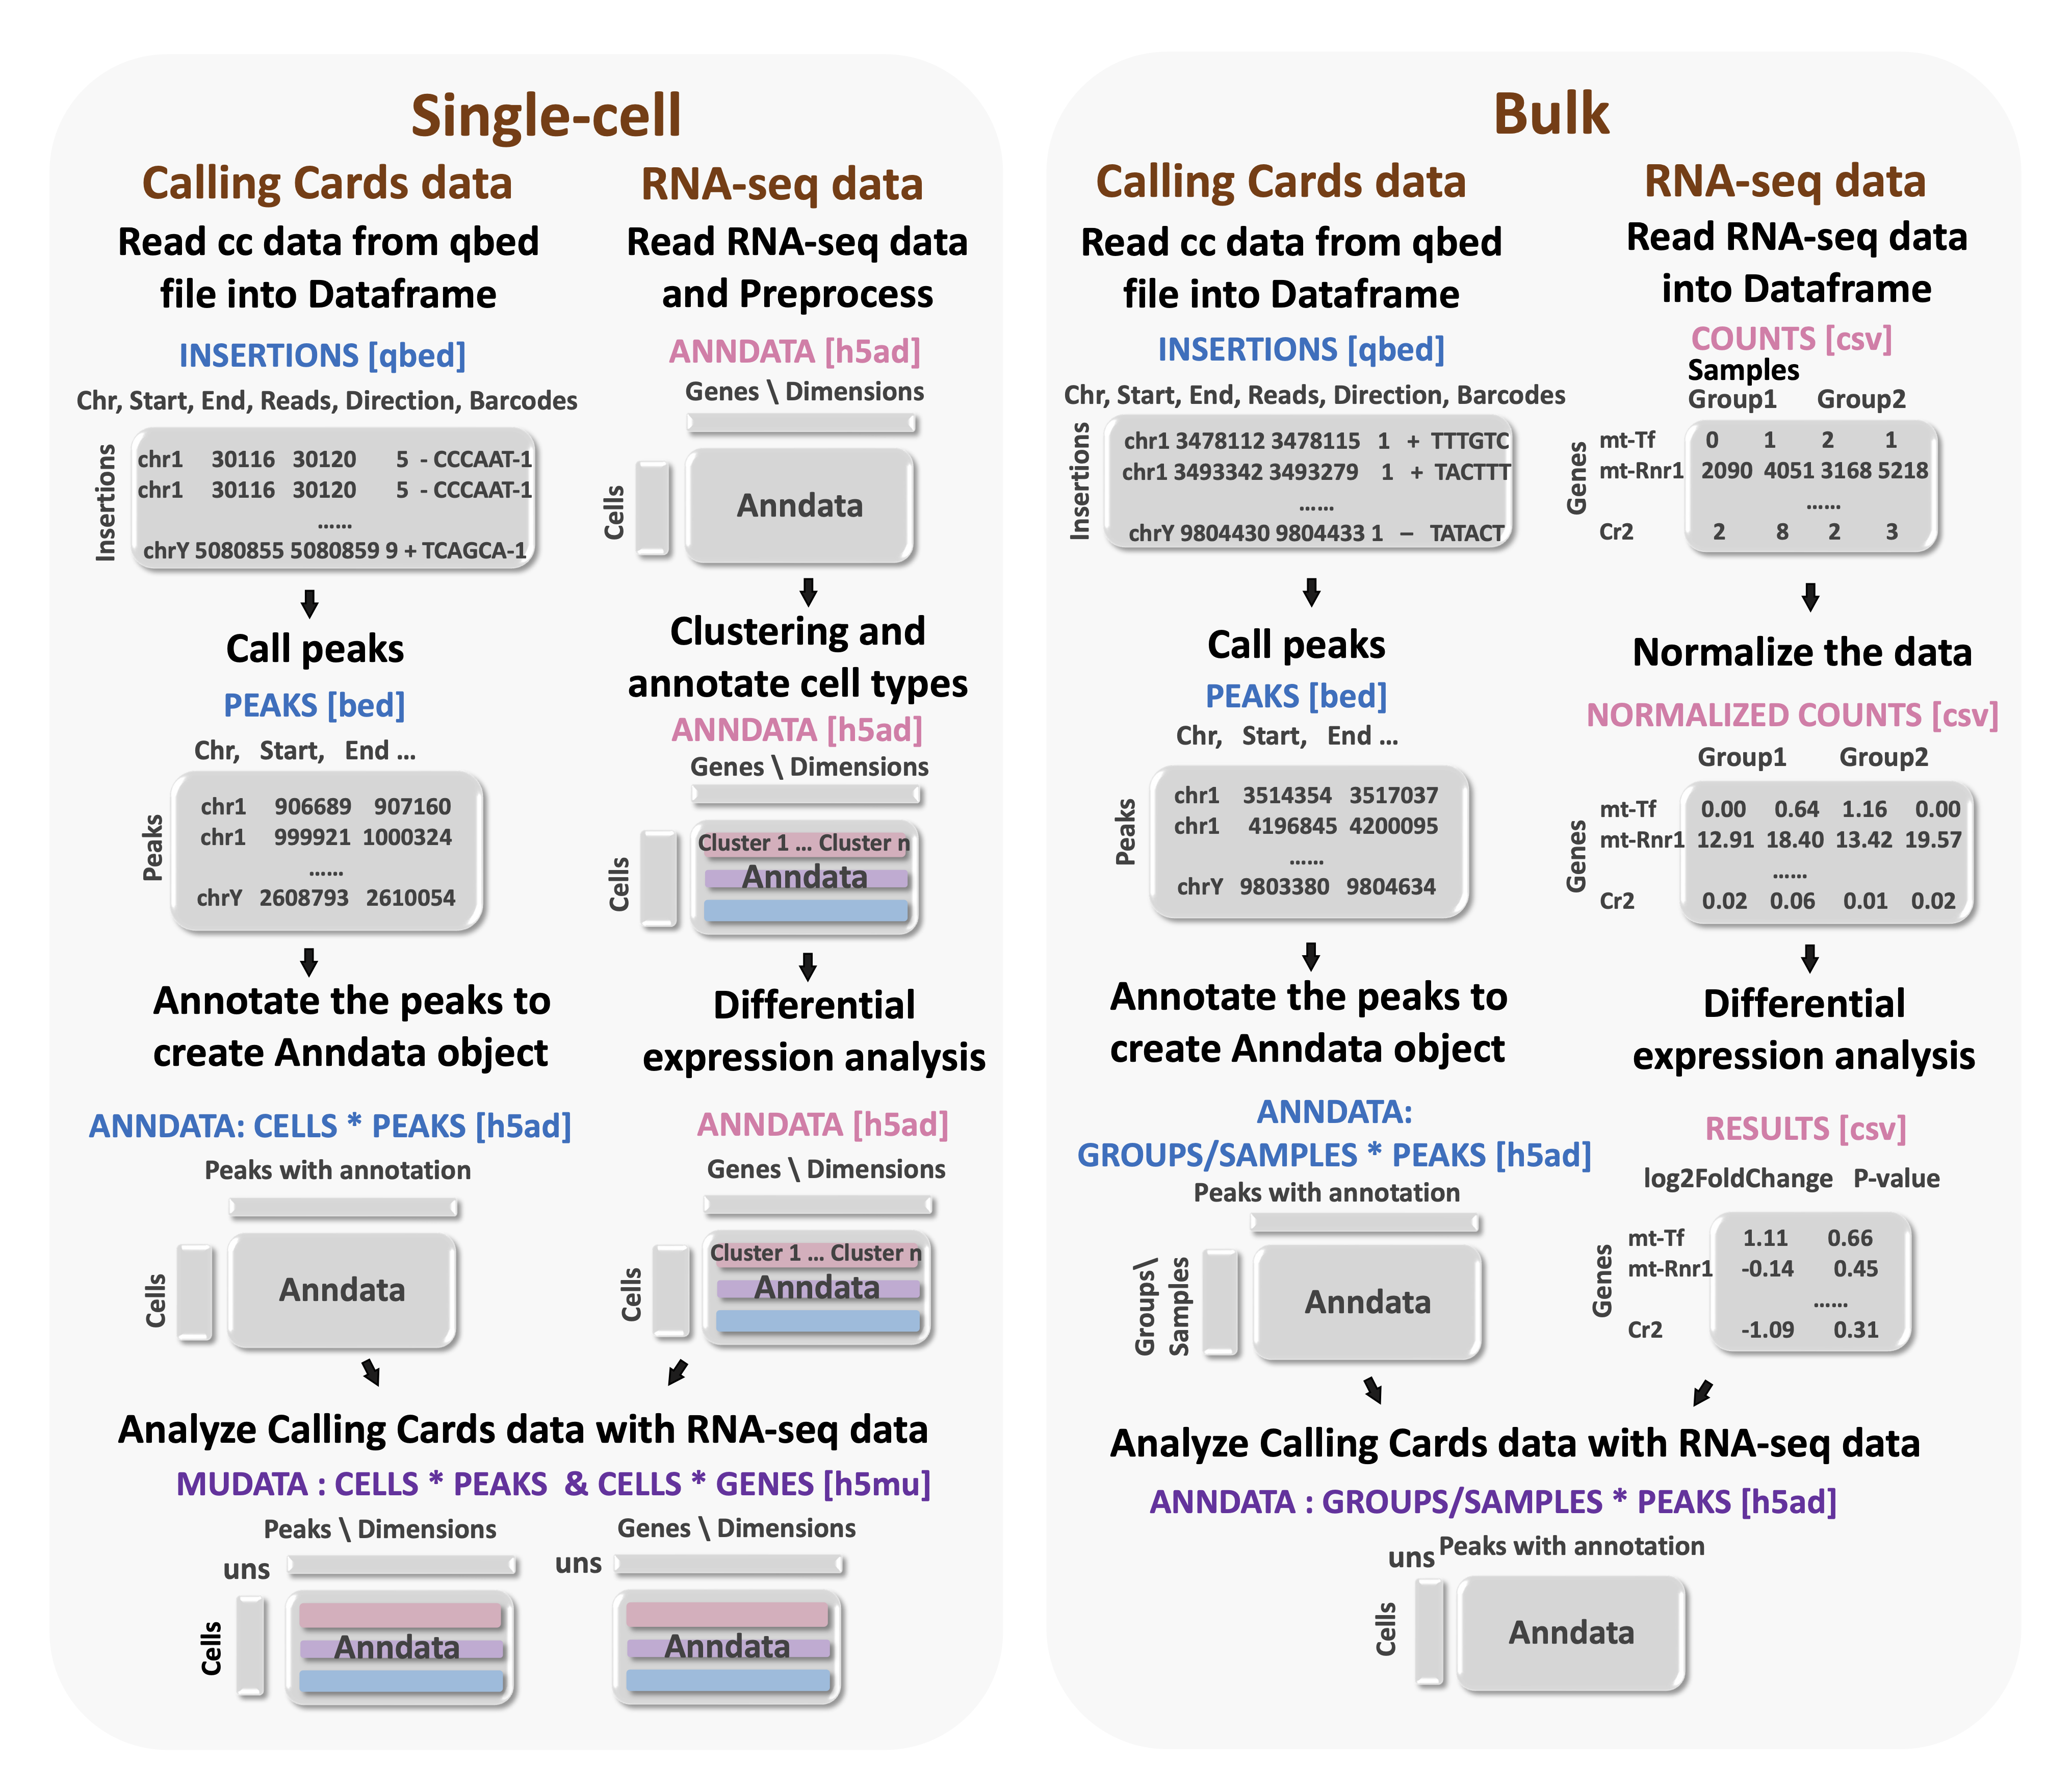 Single-cell
Calling Cards data
Read cc data from qbed
file into Dataframe
INSERTIONS [qbed]
Chr, Start, End, Reads, Direction, Barcodes
Insertions
chr1 30116 30120 5 - CCCAAT-1
chr1 30116 30120 5 - CCCAAT-1
......
chrY 5080855 5080859 9 + TCAGCA-1
Call peaks
PEAKS [bed]
Chr, Start, End ...
Peaks
chr1 906689 907160
chr1 999921 1000324
......
chrY 2608793 2610054
Annotate the peaks to
create Anndata object
ANNDATA: CELLS * PEAKS [h5ad]
Peaks with annotation
Cells
Anndata
RNA-seq data
Read RNA-seq data
and Preprocess
ANNDATA [h5ad]
Genes \ Dimensions
Cells
Anndata
Clustering and
annotate cell types
ANNDATA [h5ad]
Genes \ Dimensions
Cells
Cluster 1 ... Cluster n
Anndata
Differential
expression analysis
ANNDATA [h5ad]
Genes \ Dimensions
Cells
Cluster 1 ... Cluster n
Anndata
Analyze Calling Cards data with RNA-seq data
MUDATA : CELLS * PEAKS & CELLS * GENES [h5mu]
Peaks \ Dimensions
uns
Cells
Anndata
Genes \ Dimensions
uns
Anndata
Bulk
Calling Cards data
Read cc data from qbed
file into Dataframe
INSERTIONS [qbed]
Chr, Start, End, Reads, Direction, Barcodes
Insertions
chr1 3478112 3478115 1 + TTTGTC
chr1 3493342 3493279 1 + TACTTT
......
chrY 9804430 9804433 1 – TATACT
Call peaks
PEAKS [bed]
Chr, Start, End ...
Peaks
chr1 3514354 3517037
chr1 4196845 4200095
......
chrY 9803380 9804634
Annotate the peaks to
create Anndata object
ANNDATA:
GROUPS/SAMPLES * PEAKS [h5ad]
Peaks with annotation
Groups\
Samples
Anndata
RNA-seq data
Read RNA-seq data
into Dataframe
COUNTS [csv]
Samples
Group1 Group2
Genes
mt-Tf 0 1 2 1
mt-Rnr1 2090 4051 3168 5218
......
Cr2 2 8 2 3
Normalize the data
NORMALIZED COUNTS [csv]
Group1 Group2
Genes
mt-Tf 0.00 0.64 1.16 0.00
mt-Rnr1 12.91 18.40 13.42 19.57
......
Cr2 0.02 0.06 0.01 0.02
Differential
expression analysis
RESULTS [csv]
log2FoldChange P-value
Genes
mt-Tf 1.11 0.66
mt-Rnr1 -0.14 0.45
......
Cr2 -1.09 0.31
Analyze Calling Cards data with RNA-seq data
ANNDATA : GROUPS/SAMPLES * PEAKS [h5ad]
uns Peaks with annotation
Cells
Anndata